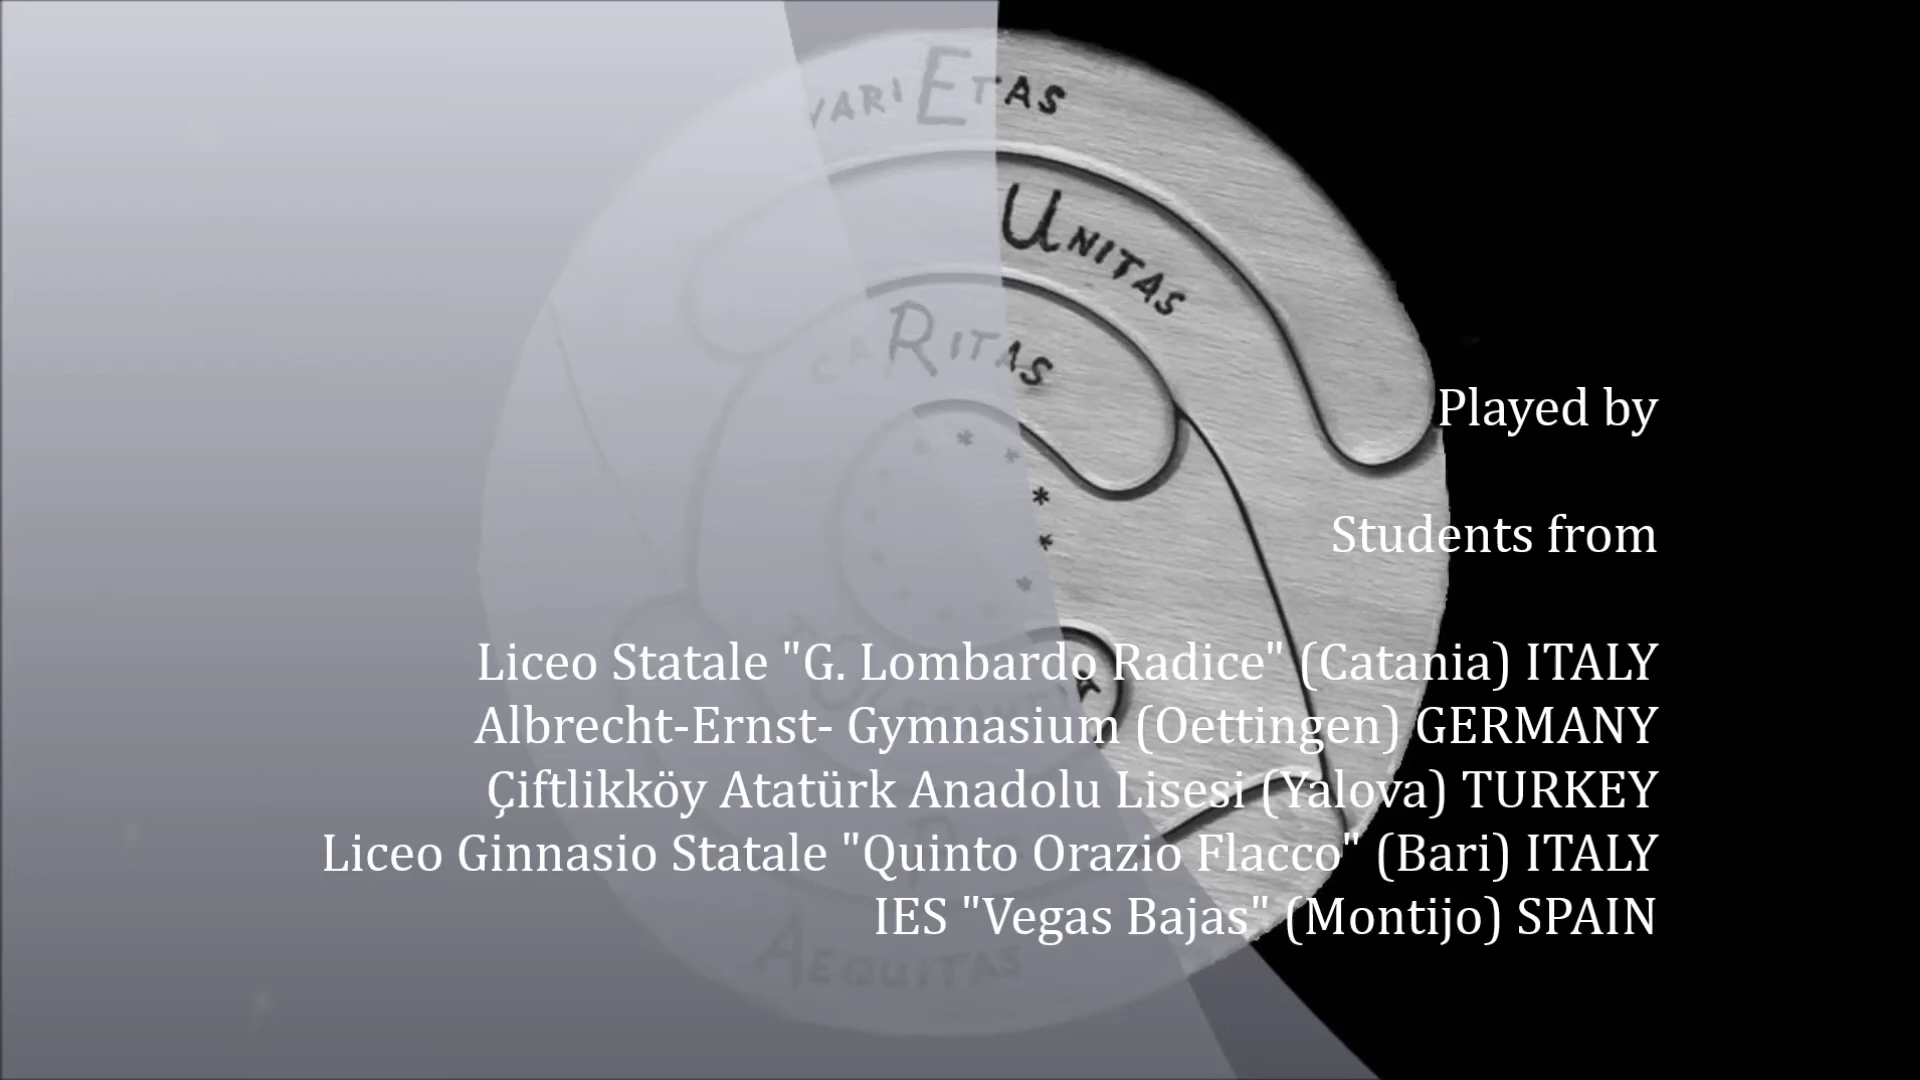 VARIETAS
UNITAS
CARITAS
Played by
Students from
Liceo Statale "G. Lombardo Radice" (Catania) ITALY
Albrecht-Ernst- Gymnasium (Oettingen) GERMANY
Çiftlikköy Atatürk Anadolu Lisesi (Yalova) TURKEY
Liceo Ginnasio Statale "Quinto Orazio Flacco" (Bari) ITALY
IES "Vegas Bajas" (Montijo) SPAIN
AEQUITAS